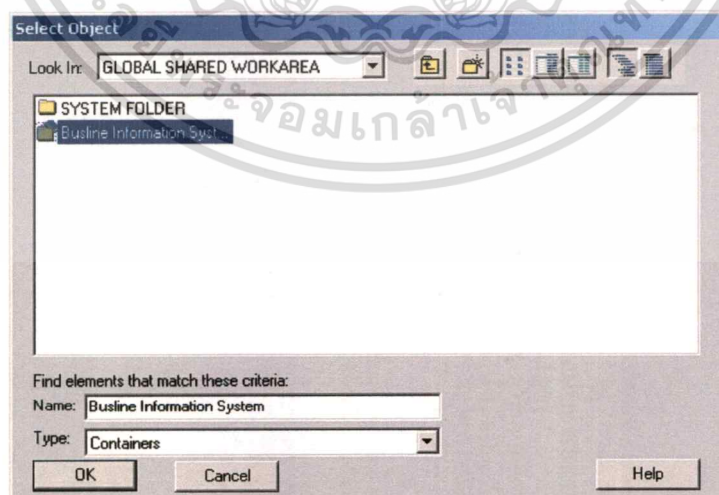 Select Object
Look In: GLOBAL SHARED WORKAREA
SYSTEM FOLDER
Busline Information Syst...
Find elements that match these criteria:
Name: Busline Information System
Type: Containers
OK Cancel Help